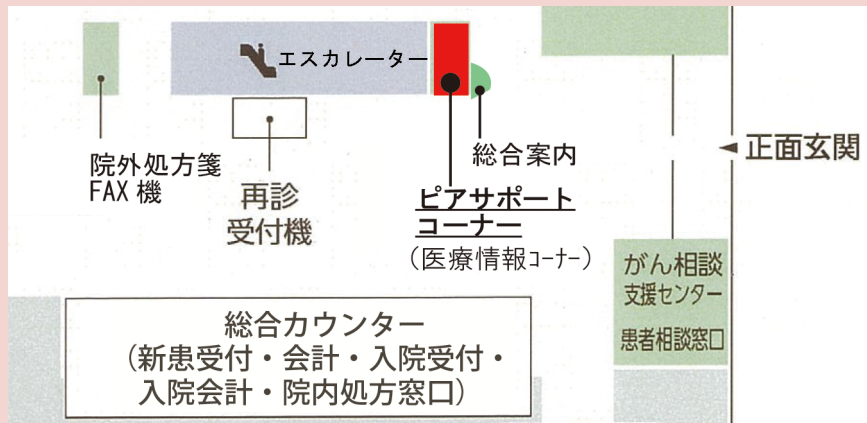 エスカレーター
院外処方箋
FAX 機
再診
受付機
総合案内
ピアサポート
コーナー
（医療情報ｺｰﾅｰ）
正面玄関
がん相談
支援センター
患者相談窓口
総合カウンター
（新患受付・会計・入院受付・
入院会計・院内処方窓口）